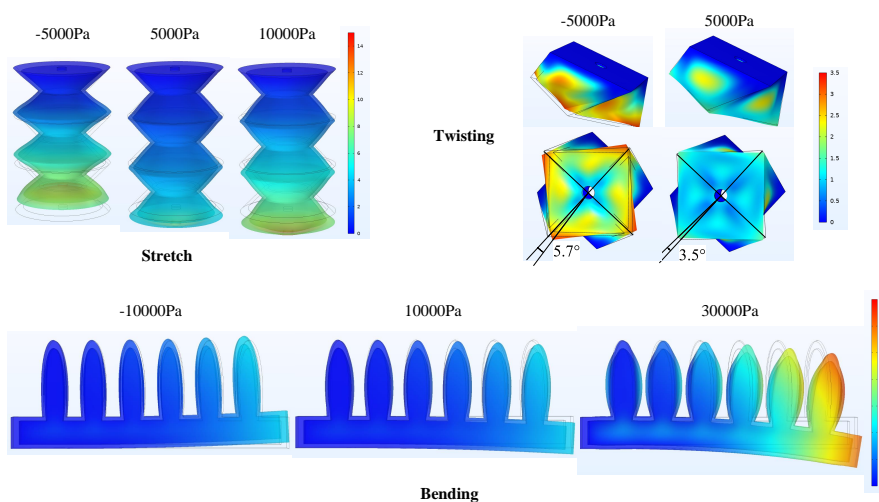 -5000Pa 5000Pa 10000Pa
14
12
10
8
6
4
2
0
Stretch
-5000Pa 5000Pa
Twisting
3.5
3
2.5
2
1.5
1
0.5
0
5.7° 3.5°
-10000Pa 10000Pa 30000Pa
Bending